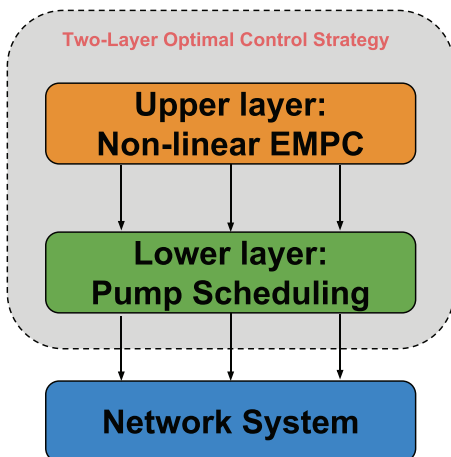 Two-Layer Optimal Control Strategy
Upper layer:
Non-linear EMPC
Lower layer:
Pump Scheduling
Network System